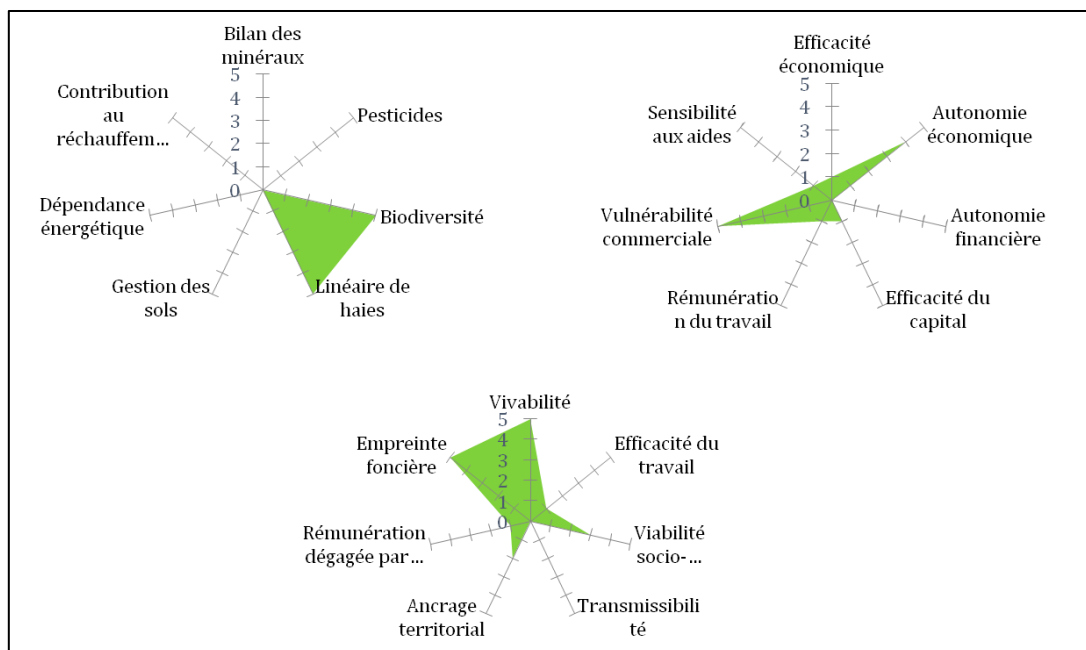 Bilan des
minéraux
5
4
3
2
1
0
Pesticides
Biodiversité
Linéaire de
haies
Gestion des
sols
Dépendance
énergétique
Contribution
au
réchauffem...
Efficacité
économique
5
4
3
2
1
0
Autonomie
économique
Autonomie
financière
Efficacité du
capital
Rémunératio
n du travail
Vulnérabilité
commerciale
Sensibilité
aux aides
Vivabilité
5
4
3
2
1
0
Efficacité du
travail
Viabilité
socio-...
Transmissibili
té
Ancrage
territorial
Rémunération
dégagée par...
Empreinte
foncière